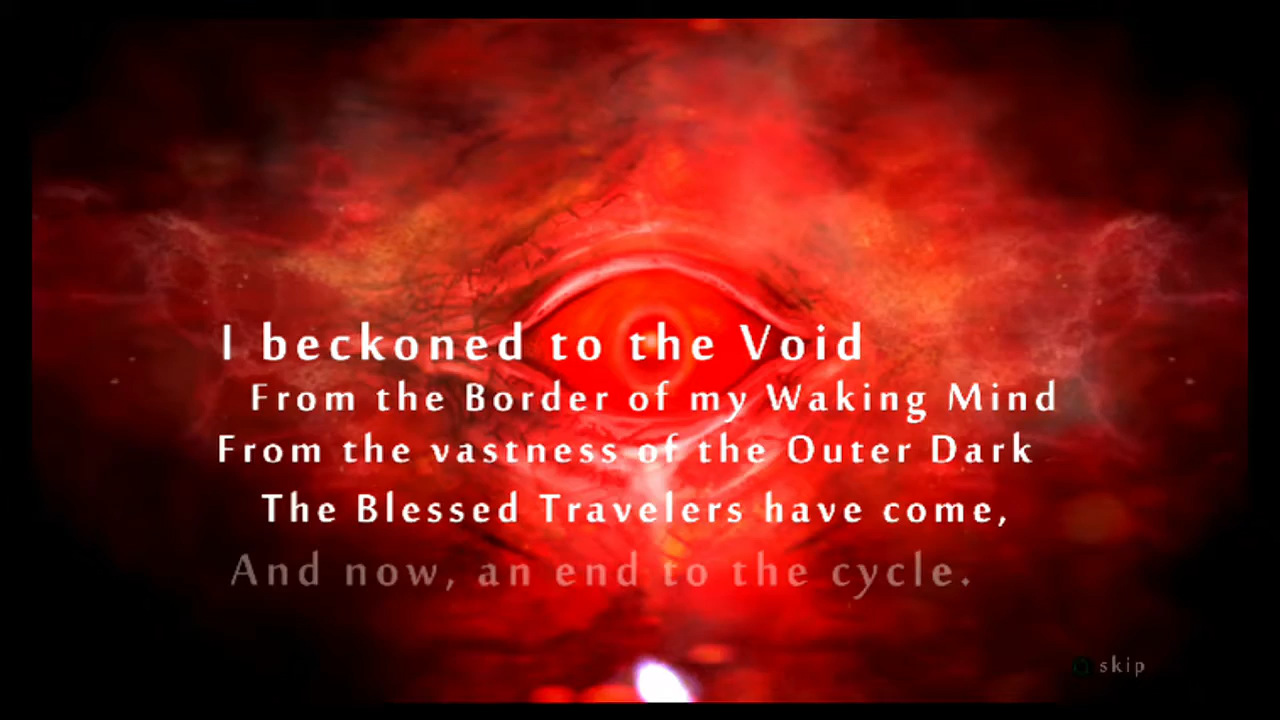 I beckoned to the Void
From the Border of my Waking Mind
From the vastness of the Outer Dark
The Blessed Travelers have come,
And now, an end to the cycle.
skip